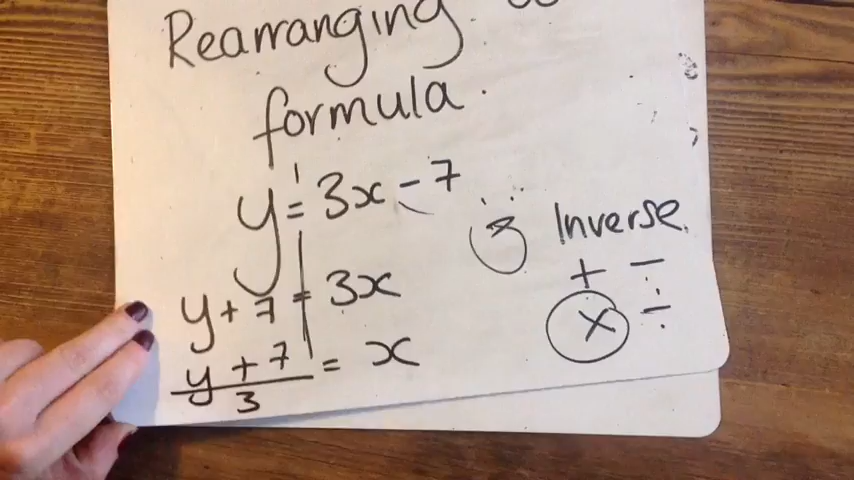 Rearranging
formula.
y = 3x - 7
y + 7 = 3x
y + 7 / 3 = x
Inverse.
+ -
× ÷